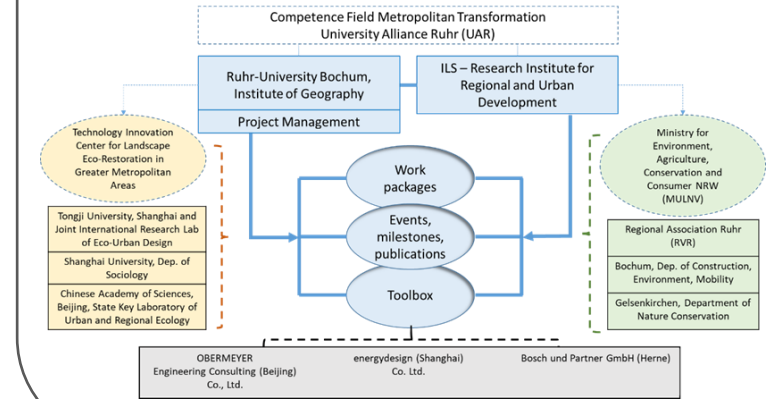 Competence Field Metropolitan Transformation
University Alliance Ruhr (UAR)
Ruhr-University Bochum,
Institute of Geography
Project Management
ILS – Research Institute for
Regional and Urban
Development
Technology Innovation
Center for Landscape
Eco-Restoration in
Greater Metropolitan
Areas
Tongji University, Shanghai and
Joint International Research Lab
of Eco-Urban Design
Shanghai University, Dep. of
Sociology
Chinese Academy of Sciences,
Beijing, State Key Laboratory of
Urban and Regional Ecology
Work
packages
Events,
milestones,
publications
Toolbox
Ministry for
Environment,
Agriculture,
Conservation and
Consumer NRW
(MULNV)
Regional Association Ruhr
(RVR)
Bochum, Dep. of Construction,
Environment, Mobility
Gelsenkirchen, Department of
Nature Conservation
OBERMEYER
Engineering Consulting (Beijing)
Co., Ltd.
energydesign (Shanghai)
Co. Ltd.
Bosch und Partner GmbH (Herne)